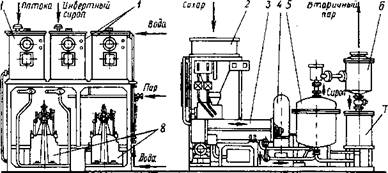 Патока
Инвертный
сироп
1
1
Вода
Пар
8
Вода
Сахар
2
3
4
5
Вторичный
пар
6
Сироп
7